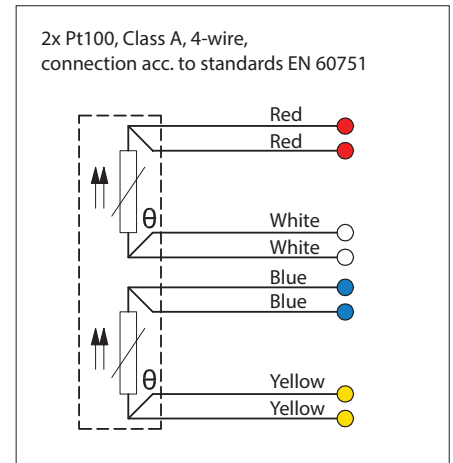 2x Pt100, Class A, 4-wire,
connection acc. to standards EN 60751
Red
Red
θ
White
White
Blue
Blue
θ
Yellow
Yellow